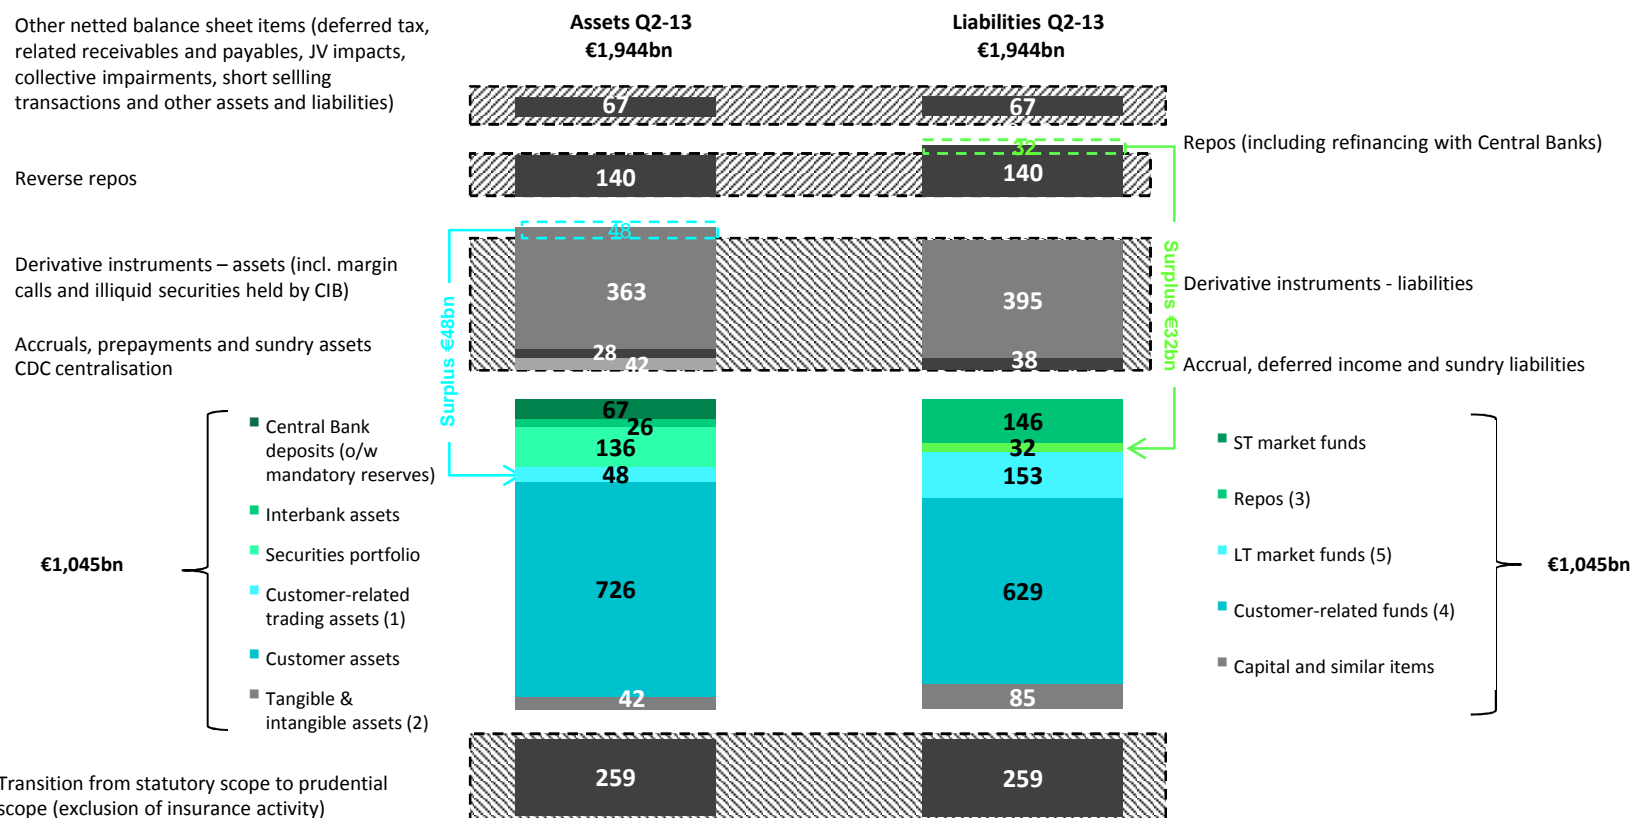 Other netted balance sheet items (deferred tax,
related receivables and payables, JV impacts,
collective impairments, short sellling
transactions and other assets and liabilities)
Assets Q2-13
€1,944bn
Liabilities Q2-13
€1,944bn
67
67
Repos (including refinancing with Central Banks)
32
Reverse repos
140
140
48
Derivative instruments – assets (incl. margin
calls and illiquid securities held by CIB)
363
395
Derivative instruments - liabilities
Surplus €48bn
Surplus €32bn
Accruals, prepayments and sundry assets
CDC centralisation
28
42
38
Accrual, deferred income and sundry liabilities
€1,045bn
Central Bank
deposits (o/w
mandatory reserves)
Interbank assets
Securities portfolio
Customer-related
trading assets (1)
Customer assets
Tangible &
intangible assets (2)
67
26
136
48
726
42
146
32
153
629
85
ST market funds
Repos (3)
LT market funds (5)
Customer-related funds (4)
Capital and similar items
€1,045bn
Transition from statutory scope to prudential
scope (exclusion of insurance activity)
259
259